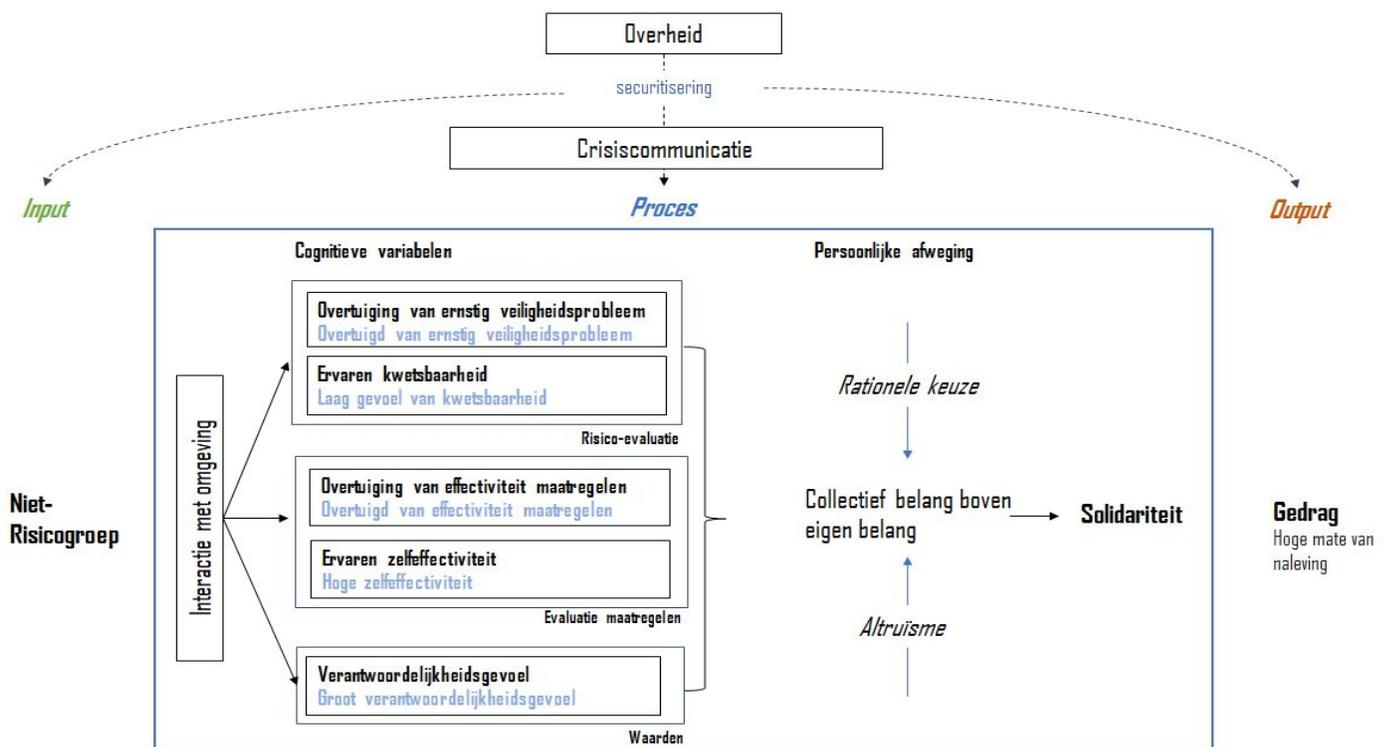 Overheid
securitisering
Crisiscommunicatie
Input
Proces
Output
Cognitieve variabelen
Persoonlijke afweging
Overtuiging van ernstig veiligheidsprobleem
Overtuigd van ernstig veiligheidsprobleem
Ervaren kwetsbaarheid
Laag gevoel van kwetsbaarheid
Risico-evaluatie
Rationele keuze
Niet-
Risicogroep
Interactie met omgeving
Overtuiging van effectiviteit maatregelen
Overtuigd van effectiviteit maatregelen
Ervaren zelfeffectiviteit
Hoge zelfeffectiviteit
Evaluatie maatregelen
Collectief belang boven
eigen belang
Solidariteit
Gedrag
Hoge mate van
naleving
Altruïsme
Verantwoordelijkheidsgevoel
Groot verantwoordelijkheidsgevoel
Waarden